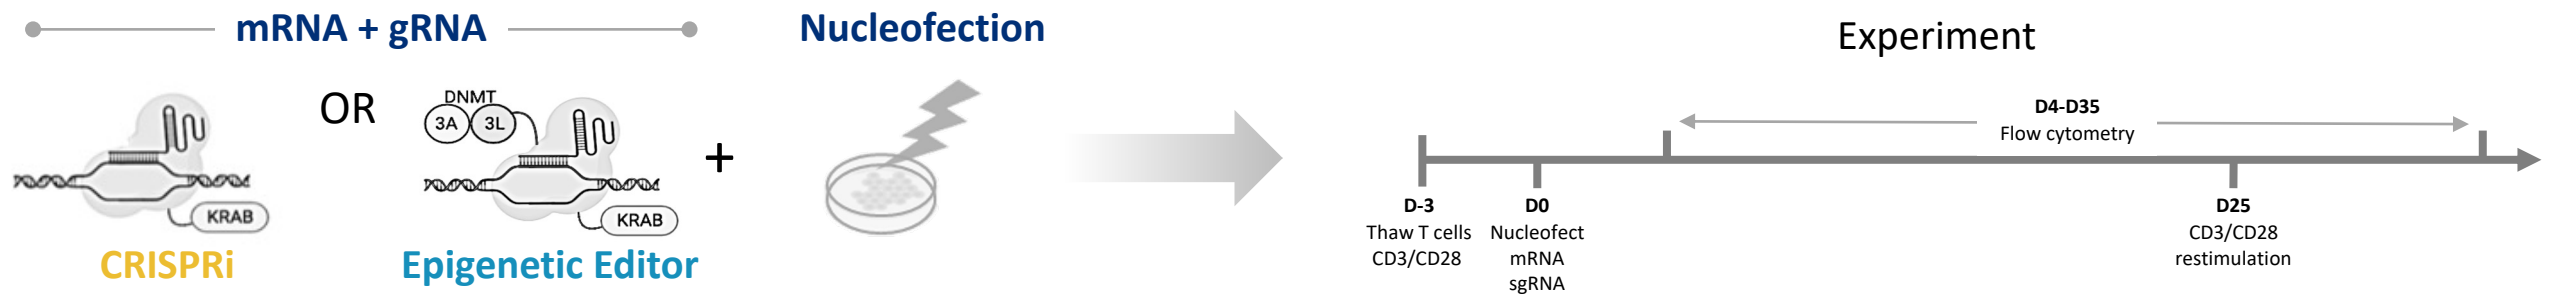 mRNA + gRNA
Nucleofection
Experiment
OR
DNMT
3A 3L
KRAB
KRAB
+
CRISPRi
Epigenetic Editor
D4-D35
Flow cytometry
D-3
Thaw T cells
CD3/CD28
D0
Nucleofect
mRNA
sgRNA
D25
CD3/CD28
restimulation